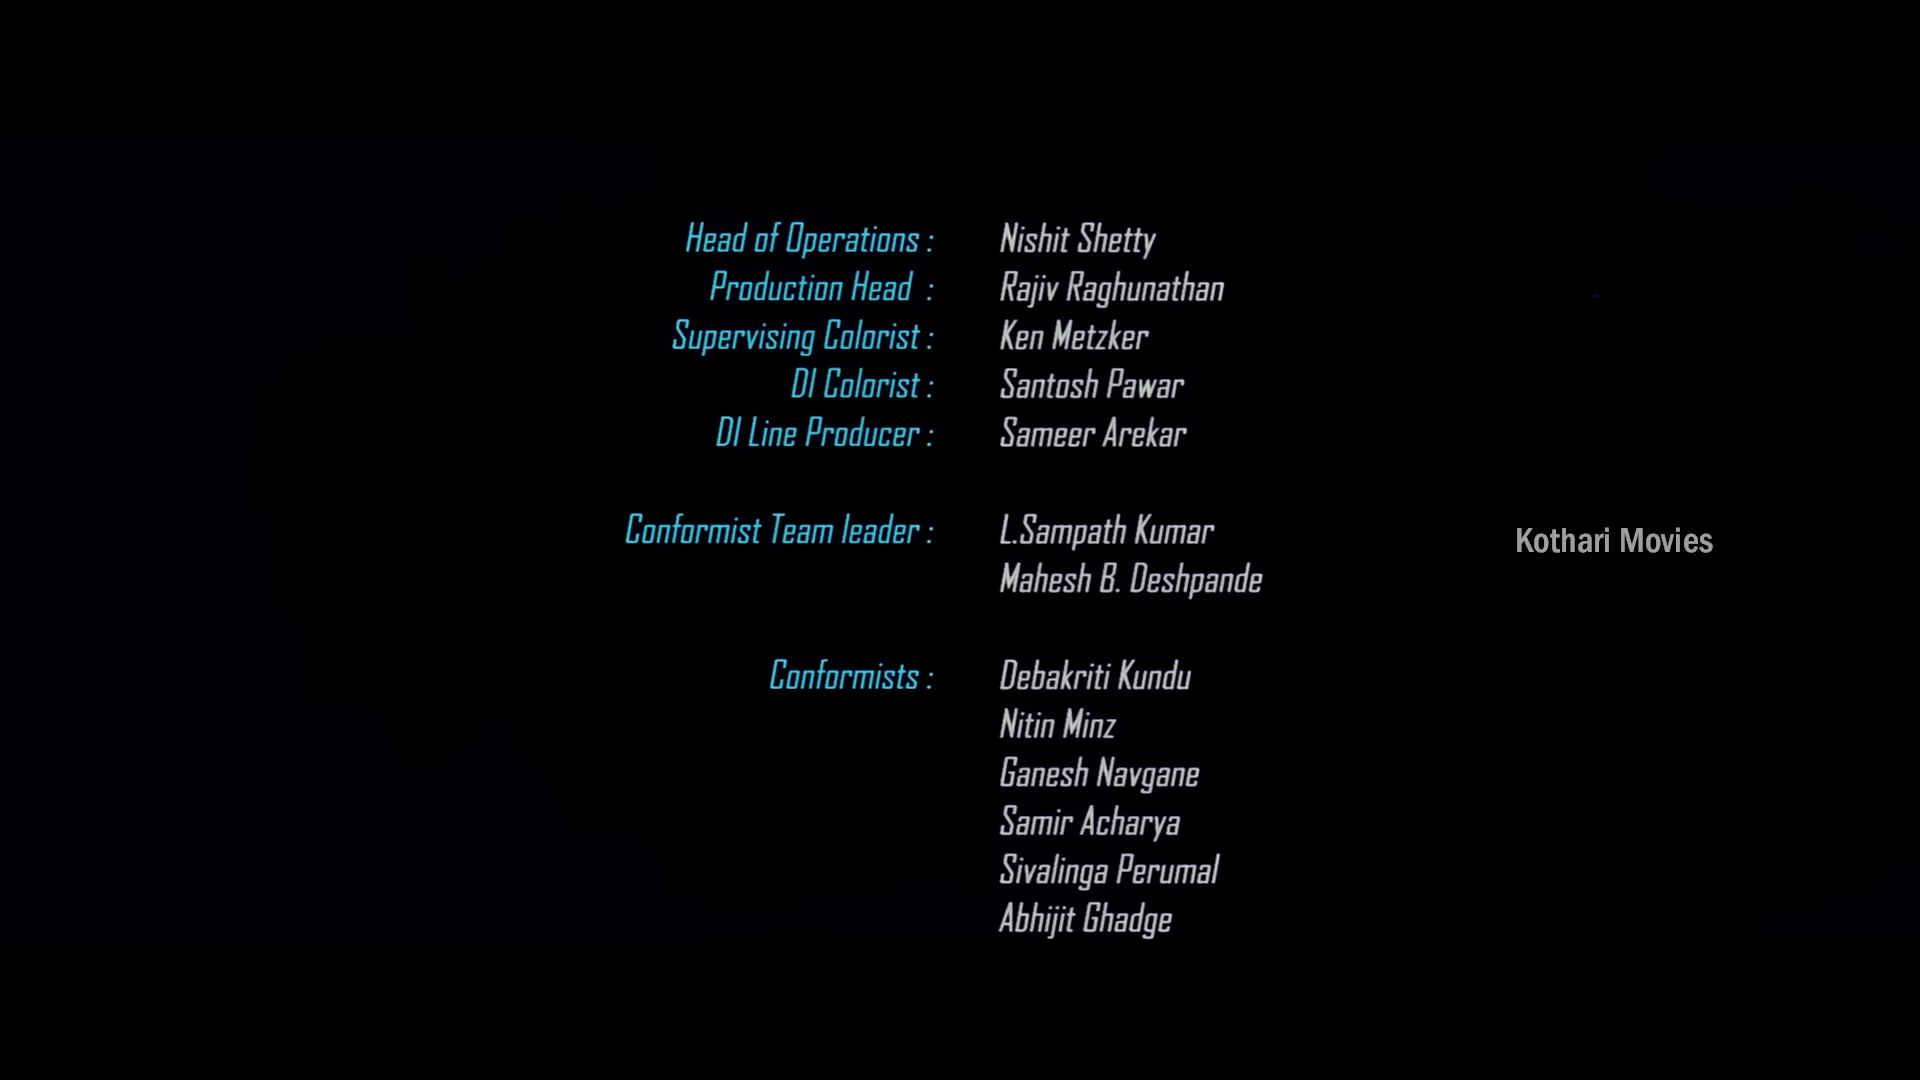 Head of Operations : Nishit Shetty
Production Head : Rajiv Raghunathan
Supervising Colorist : Ken Metzker
DI Colorist : Santosh Pawar
DI Line Producer : Sameer Arekar
Conformist Team leader : L.Sampath Kumar
Kothari Movies
Mahesh B. Deshpande
Conformists : Debakriti Kundu
Nitin Minz
Ganesh Navgane
Samir Acharya
Sivalinga Perumal
Abhijit Ghadge